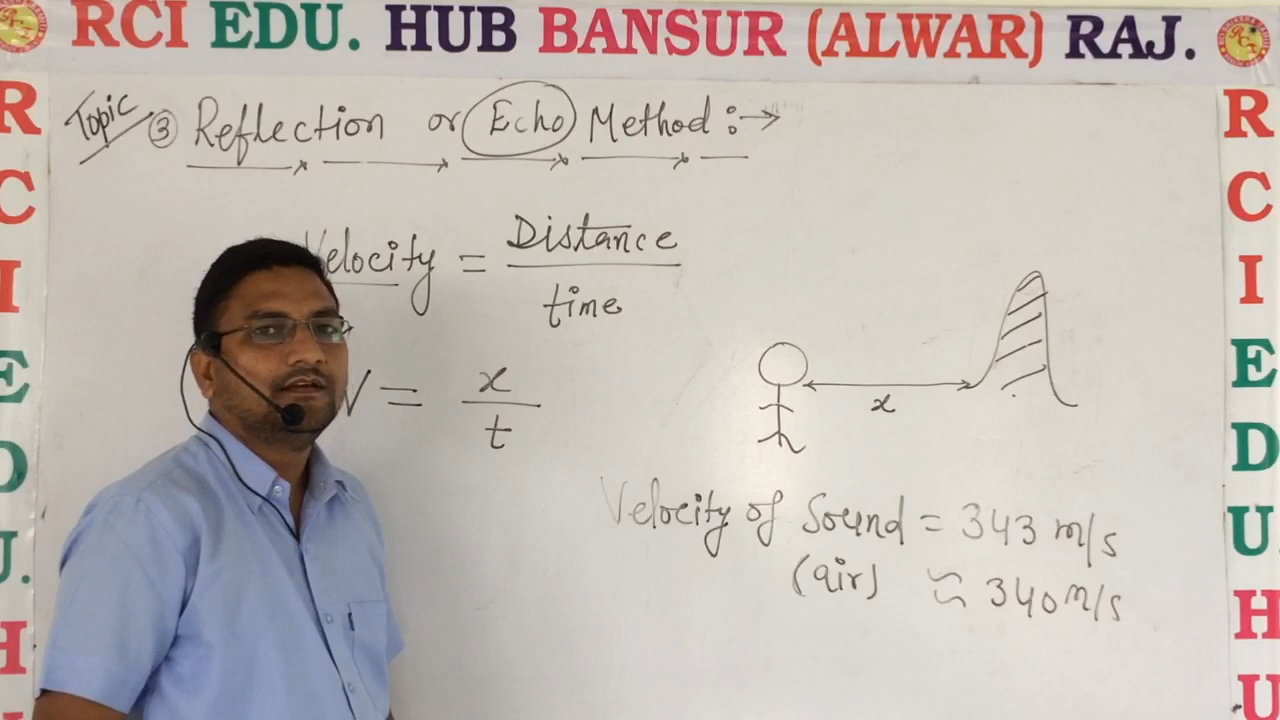 RCI EDU. HUB BANSUR (ALWAR) RAJ.
Topic ③ Reflection or Echo Method :→
Velocity = Distance
time
V = x
t
x
Velocity of Sound = 343 m/s
(air) ≈ 340 m/s
R
C
I
E
D
U.
H
R
C
I
E
D
U.
H
U